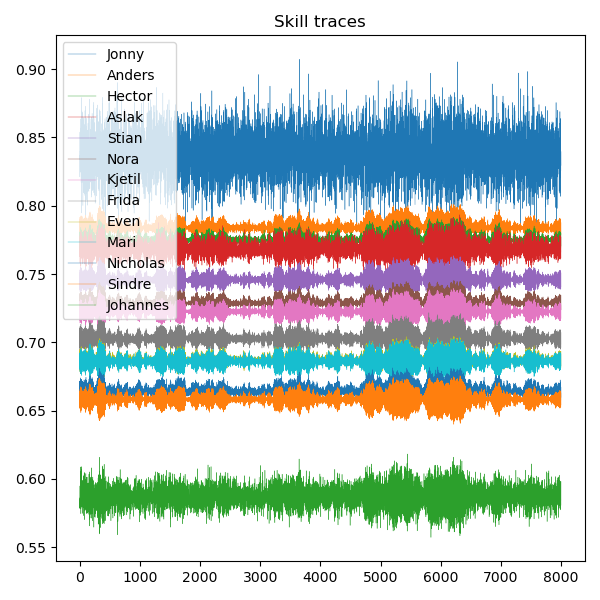 Skill traces
0.90
0.85
0.80
0.75
0.70
0.65
0.60
0.55
Jonny
Anders
Hector
Aslak
Stian
Nora
Kjetil
Frida
Even
Mari
Nicholas
Sindre
Johannes
0 1000 2000 3000 4000 5000 6000 7000 8000